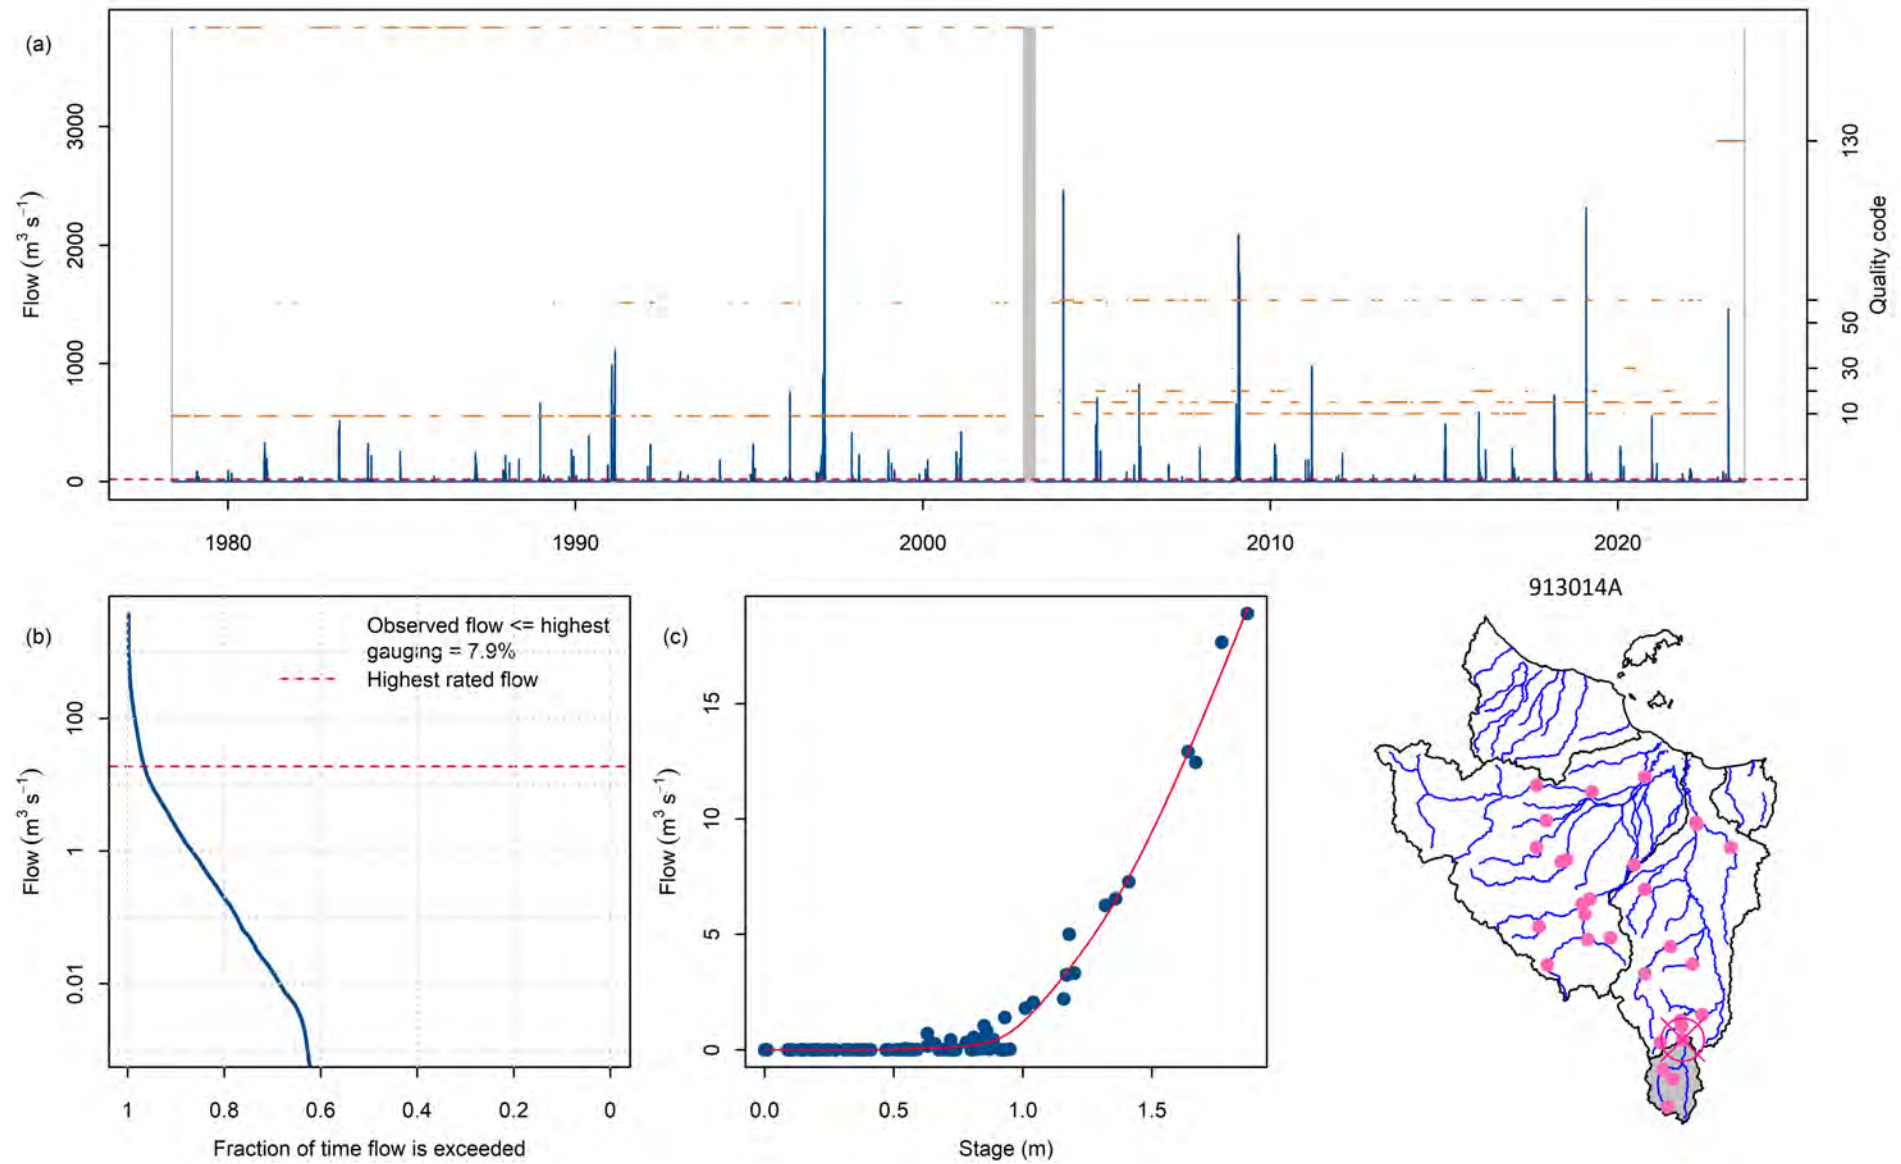 (a)
Flow (m³ s⁻¹)
3000
2000
1000
0
130
50
30
10
Quality code
1980
1990
2000
2010
2020
(b)
Flow (m³ s⁻¹)
100
1
0.01
Observed flow <= highest
gauging = 7.9%
Highest rated flow
1
0.8
0.6
0.4
0.2
0
Fraction of time flow is exceeded
(c)
Flow (m³ s⁻¹)
15
10
5
0
0.0
0.5
1.0
1.5
Stage (m)
913014A